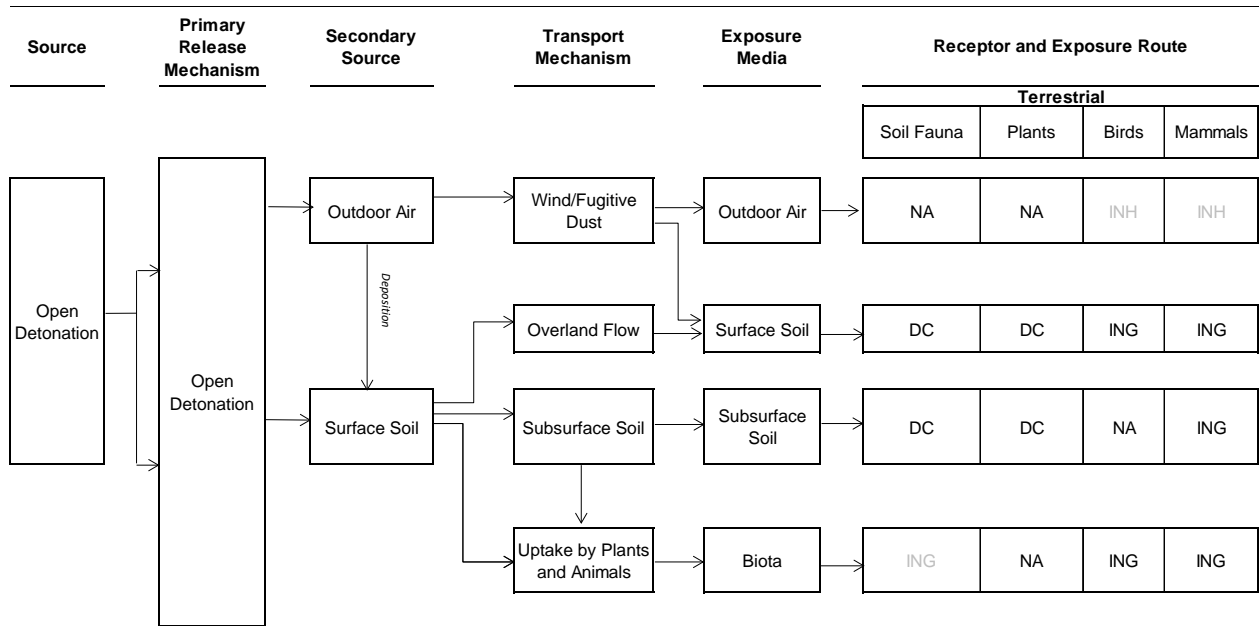 Source
Primary
Release
Mechanism
Secondary
Source
Transport
Mechanism
Exposure
Media
Receptor and Exposure Route
Terrestrial
Soil Fauna
Plants
Birds
Mammals
Open
Detonation
Open
Detonation
Outdoor Air
Wind/Fugitive
Dust
Outdoor Air
NA
NA
INH
INH
Deposition
Overland Flow
Surface Soil
DC
DC
ING
ING
Surface Soil
Subsurface Soil
Subsurface
Soil
DC
DC
NA
ING
Uptake by Plants
and Animals
Biota
ING
NA
ING
ING